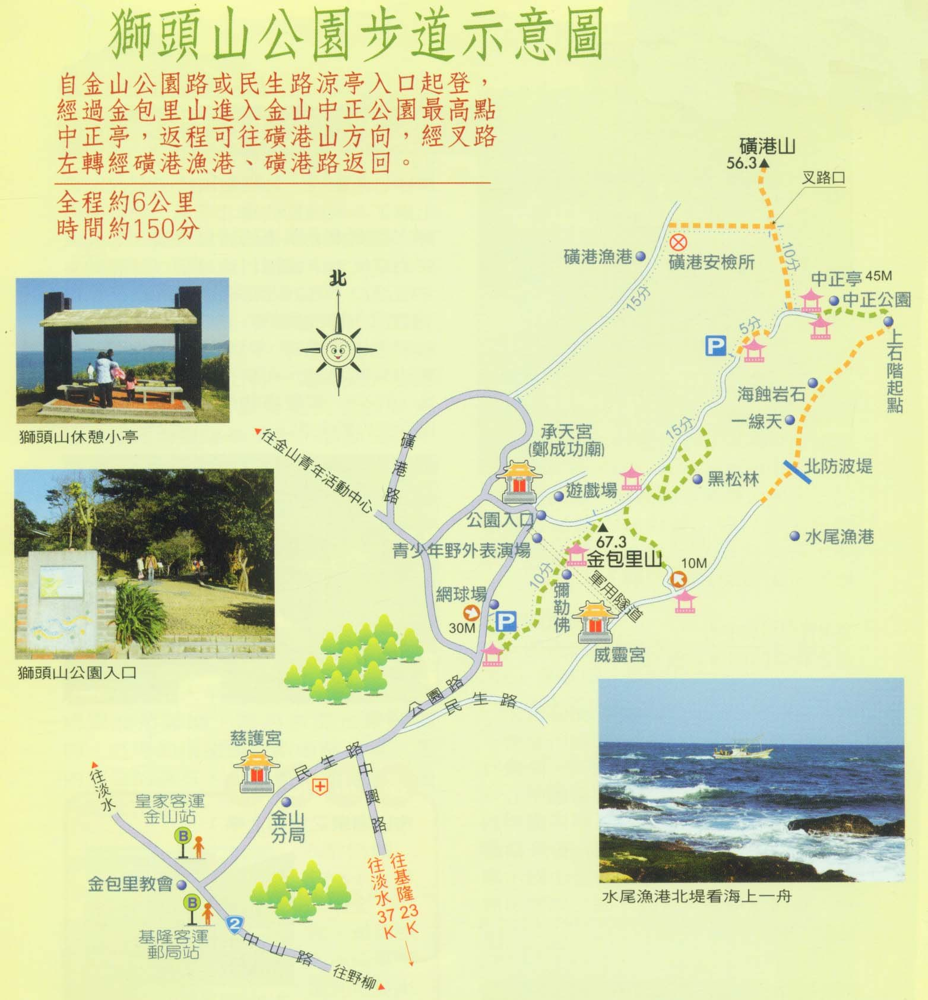 獅頭山公園步道示意圖
自金山公園路或民生路涼亭入口起登，
經過金包里山進入金山中正公園最高點
中正亭，返程可往磺港山方向，經叉路
左轉經磺港漁港、磺港路返回。
全程約6公里
時間約150分
磺港山
56.3
叉路口
磺港漁港
磺港安檢所
10分
15分
中正亭 45M
中正公園
上石階起點
北
5分
P
海蝕岩石
一線天
獅頭山休憩小亭
往金山青年活動中心
磺港路
承天宮
(鄭成功廟)
15分
北防波堤
黑松林
遊戲場
公園入口
67.3
金包里山
水尾漁港
青少年野外表演場
10分
10M
軍用隧道
彌勒佛
網球場
30M
P
威靈宮
獅頭山公園入口
公園路
民生路
慈護宮
民生路
中興路
往淡水
皇家客運
金山站
B
金山
分局
金包里教會
B
基隆客運
郵局站
2
中山路
往野柳
往基隆23K
往淡水37K
水尾漁港北堤看海上一舟